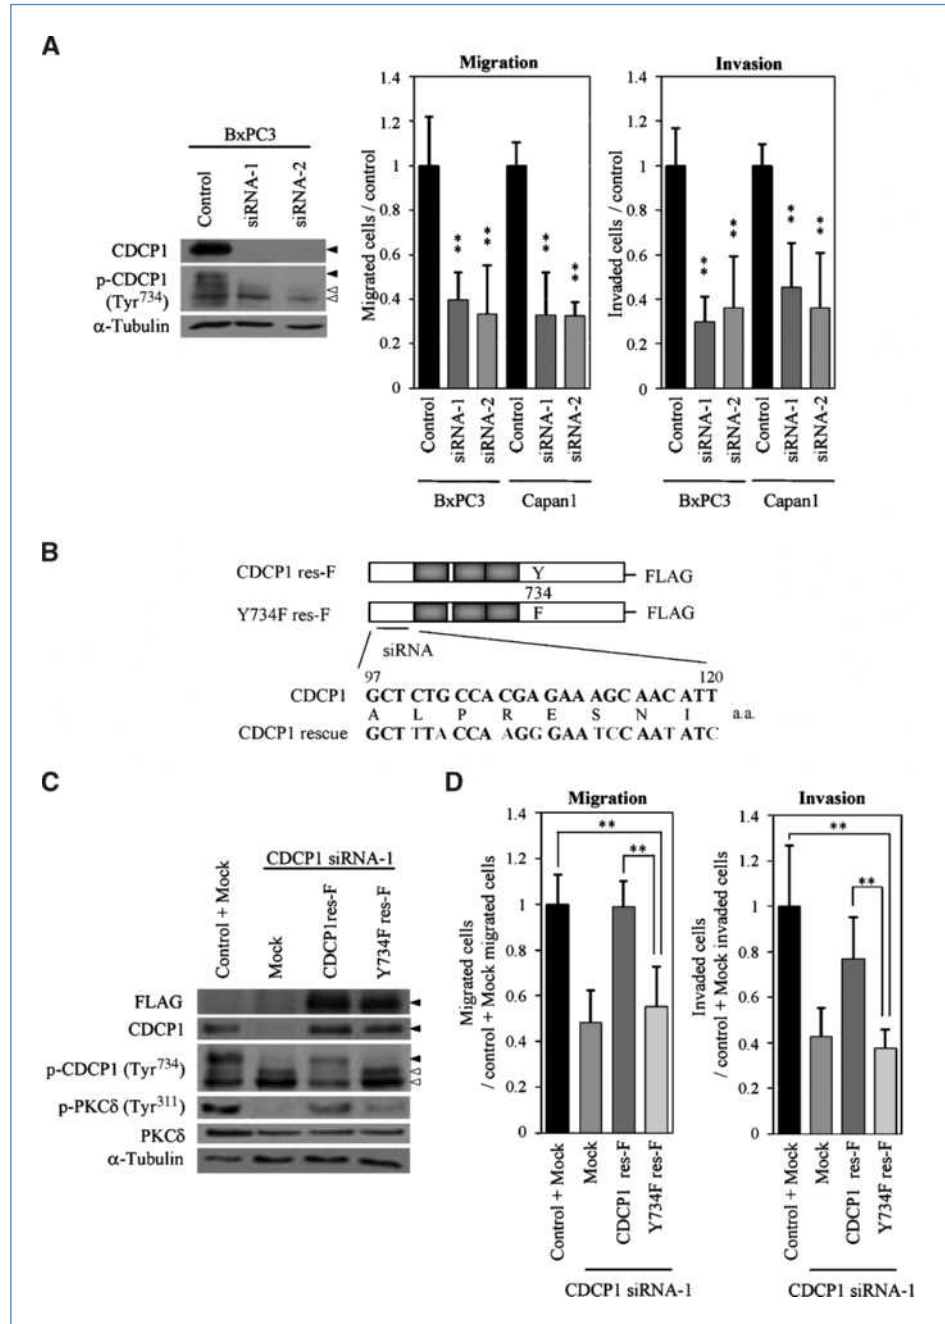 A
Migration
Invasion
BxPC3
Control
siRNA-1
siRNA-2
CDCP1
p-CDCP1
(Tyr734)
α-Tubulin
Migrated cells / control
1.4
1.2
1
0.8
0.6
0.4
0.2
0
**
**
**
**
Control
siRNA-1
siRNA-2
Control
siRNA-1
siRNA-2
BxPC3
Capan1
Invaded cells / control
1.4
1.2
1
0.8
0.6
0.4
0.2
0
**
**
**
**
Control
siRNA-1
siRNA-2
Control
siRNA-1
siRNA-2
BxPC3
Capan1
B
CDCP1 res-F
Y
FLAG
734
Y734F res-F
F
FLAG
siRNA
97
120
CDCP1
GCT CTG CCA CGA GAA AGC AAC ATT
A L P R E S N I a.a.
CDCP1 rescue
GCT TTA CCA AGG GAA TCC AAT ATC
C
CDCP1 siRNA-1
Control + Mock
Mock
CDCP1res-F
Y734F res-F
FLAG
CDCP1
p-CDCP1 (Tyr734)
p-PKCδ (Tyr311)
PKCδ
α-Tubulin
D
Migration
Migrated cells
/ control + Mock migrated cells
1.4
1.2
1
0.8
0.6
0.4
0.2
0
**
**
Control + Mock
Mock
CDCP1 res-F
Y734F res-F
CDCP1 siRNA-1
Invasion
Invaded cells
/ control + Mock invaded cells
1.4
1.2
1
0.8
0.6
0.4
0.2
0
**
**
Control + Mock
Mock
CDCP1 res-F
Y734F res-F
CDCP1 siRNA-1